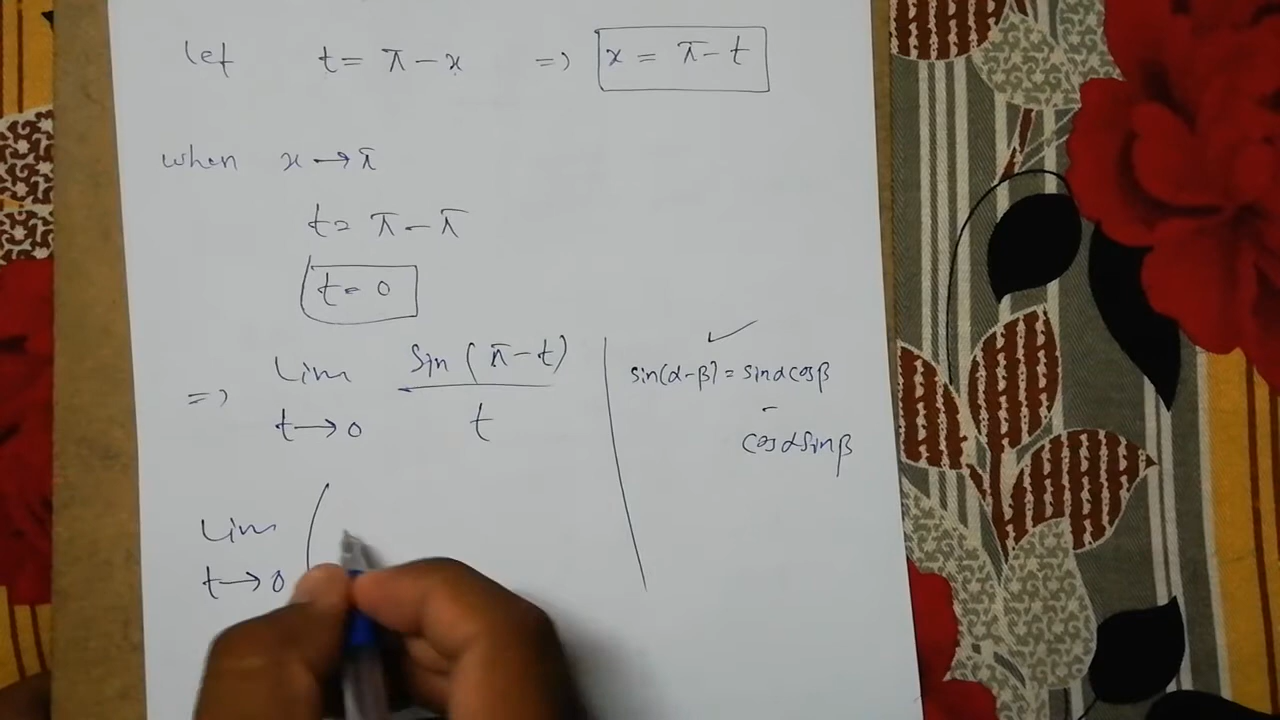 let t = π - x => x = π - t
when x → π
t = π - π
t = 0
=> Lim t→0 sin(π-t) / t
sin(α-β) = sinα cosβ
-
cosα sinβ
Lim t→0 (